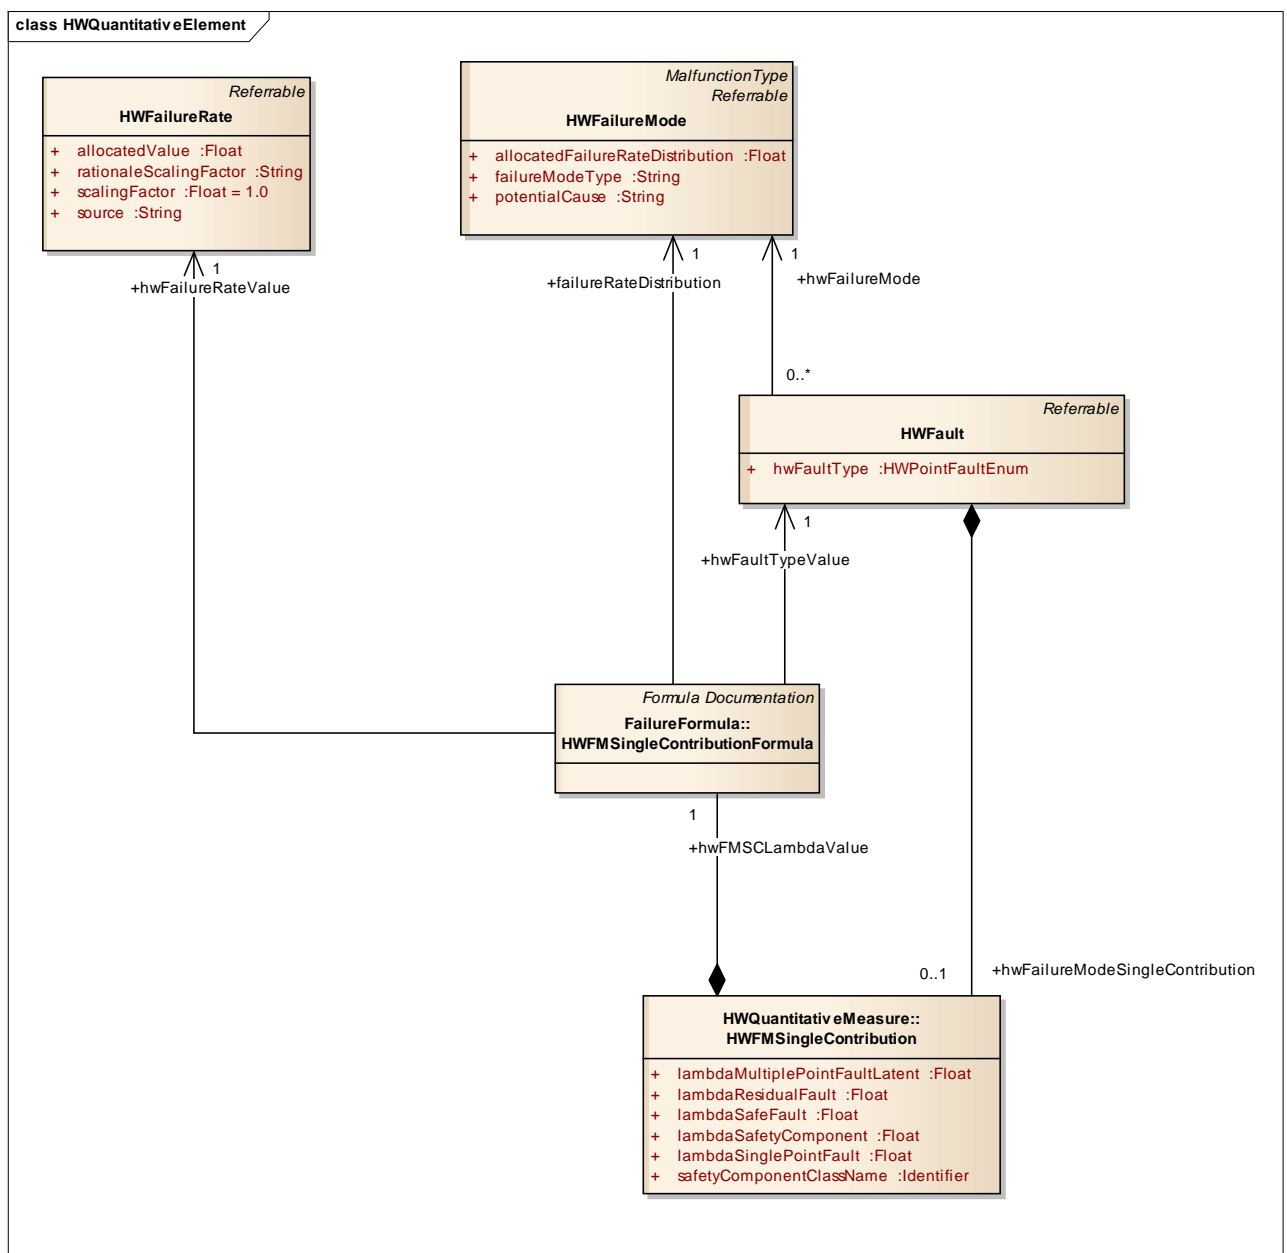 class HWQuantitativeElement
Referrable
HWFailureRate
+ allocatedValue :Float
+ rationaleScalingFactor :String
+ scalingFactor :Float = 1.0
+ source :String
MalfunctionType
Referrable
HWFailureMode
+ allocatedFailureRateDistribution :Float
+ failureModeType :String
+ potentialCause :String
1
+hwFailureRateValue
1
+failureRateDistribution
1
+hwFailureMode
0..*
Referrable
HWFault
+ hwFaultType :HWPointFaultEnum
1
+hwFaultTypeValue
Formula Documentation
FailureFormula::
HWFMSingleContributionFormula
1
+hwFMSCLambdaValue
0..1
+hwFailureModeSingleContribution
HWQuantitativeMeasure::
HWFMSingleContribution
+ lambdaMultiplePointFaultLatent :Float
+ lambdaResidualFault :Float
+ lambdaSafeFault :Float
+ lambdaSafetyComponent :Float
+ lambdaSinglePointFault :Float
+ safetyComponentClassName :Identifier